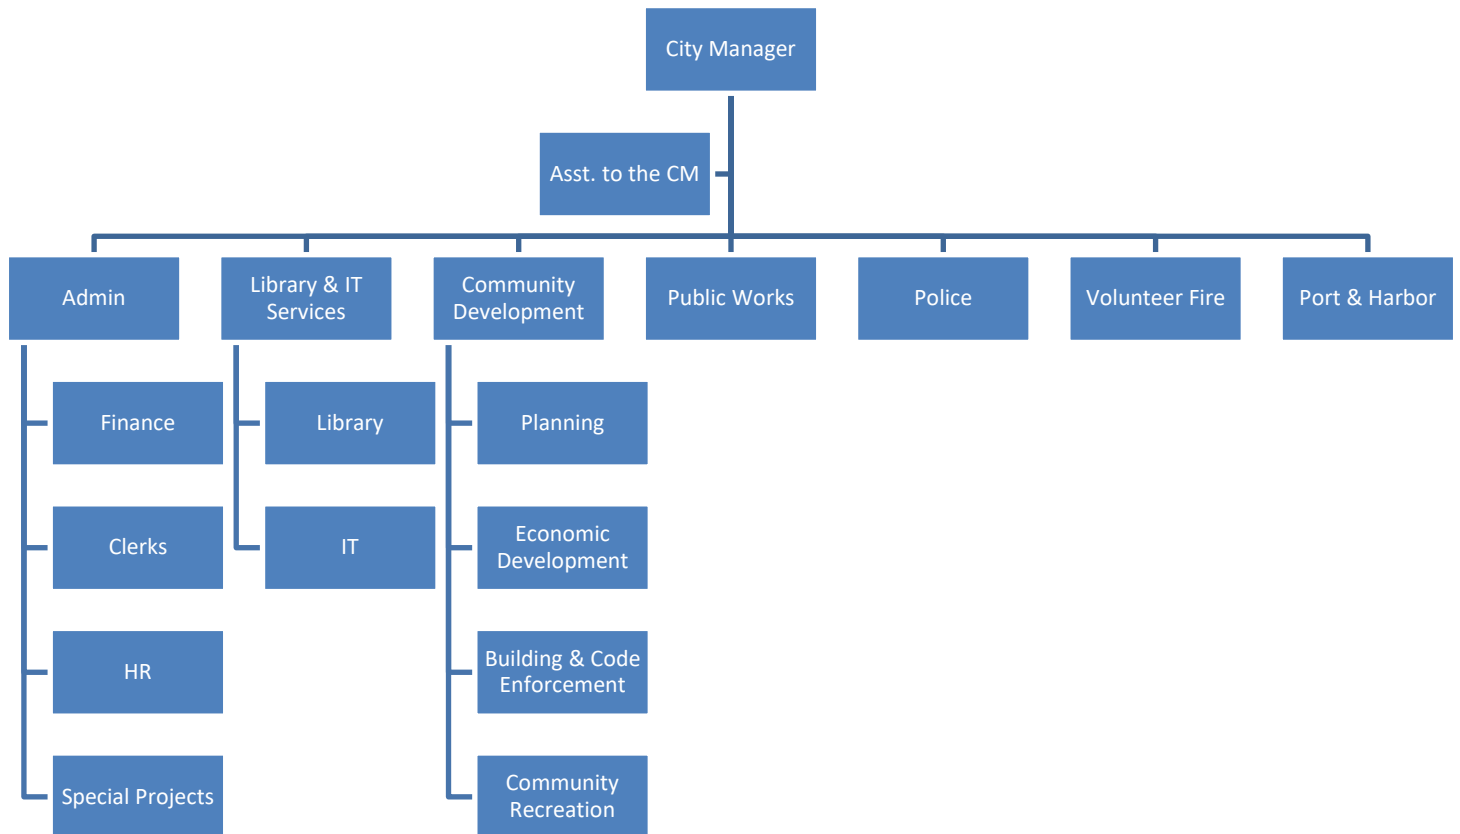 City Manager
Asst. to the CM
Admin
Library & IT
Services
Community
Development
Public Works
Police
Volunteer Fire
Port & Harbor
Finance
Library
Planning
Clerks
IT
Economic
Development
HR
Building & Code
Enforcement
Special Projects
Community
Recreation